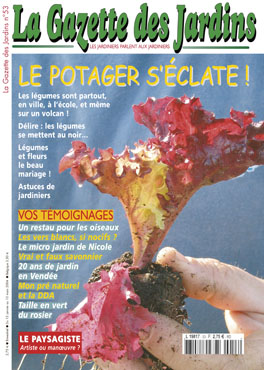 La Gazette des Jardins
LES JARDINIERS PARLENT AUX JARDINIERS
La Gazette des Jardins n°53
LE POTAGER S'ÉCLATE !
Les légumes sont partout,
en ville, à l'école, et même
sur un volcan !
Délire : les légumes
se mettent au noir...
Légumes
et fleurs
le beau
mariage !
Astuces de
jardiniers
VOS TÉMOIGNAGES
Un restau pour les oiseaux
Les vers blancs, si nocifs ?
Le micro jardin de Nicole
Vrai et faux savonnier
20 ans de jardin
en Vendée
Mon pré naturel
et la DDA
Taille en vert
du rosier
LE PAYSAGISTE
Artiste ou manœuvre ?